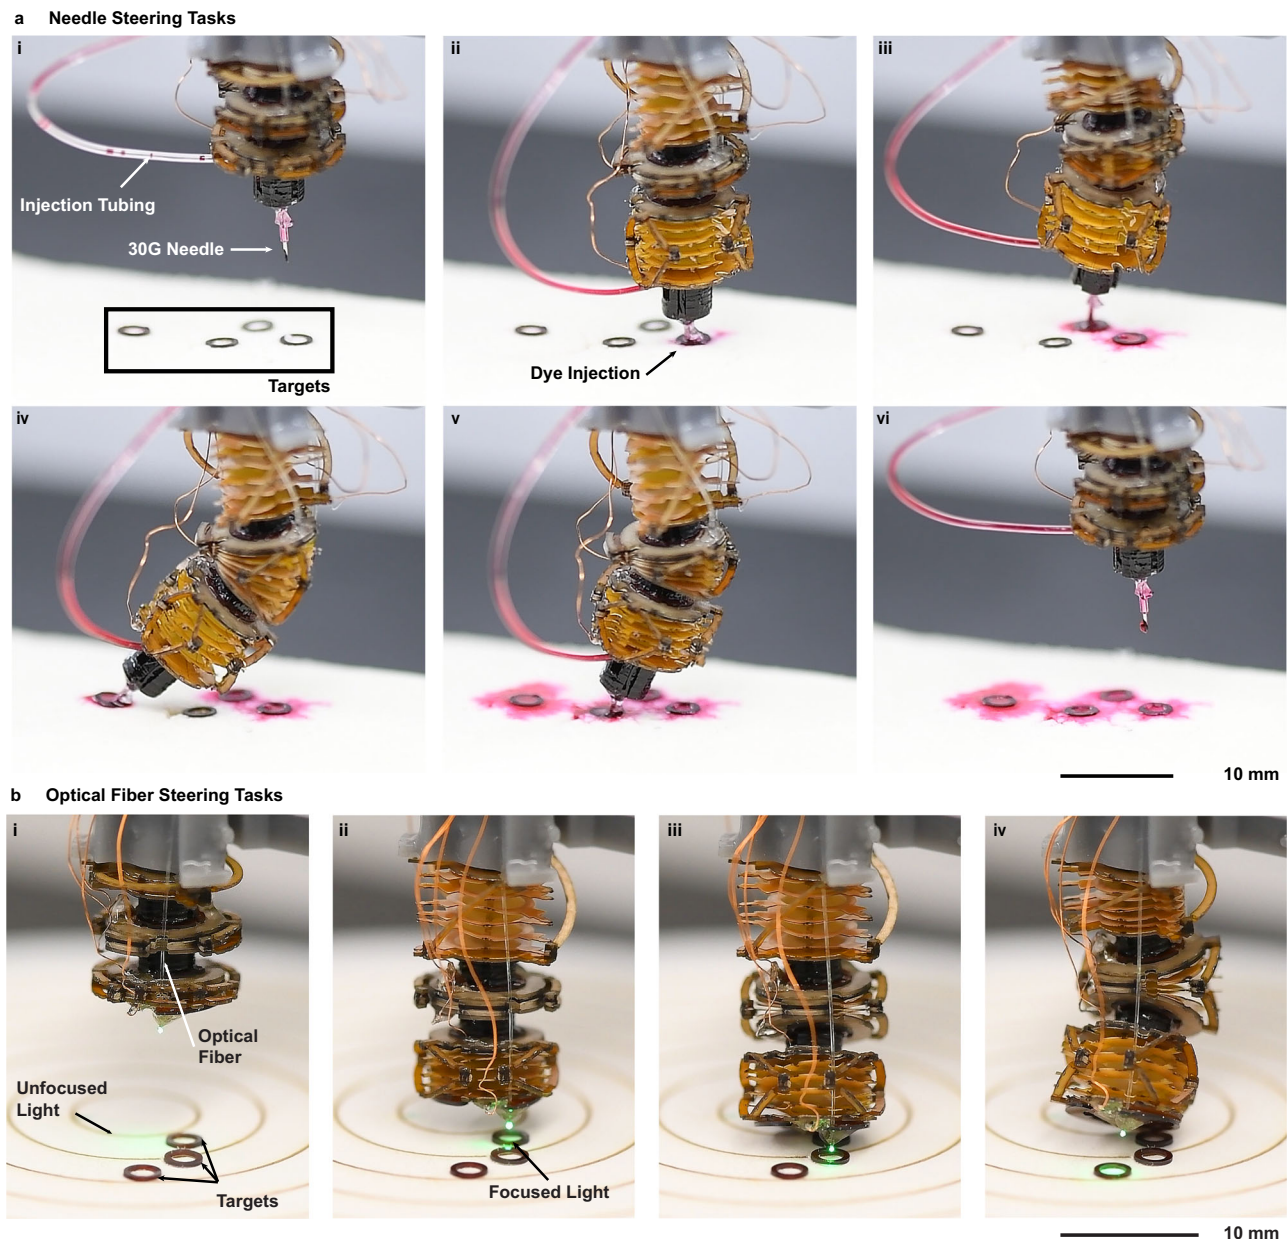 a Needle Steering Tasks
i
ii
iii
Injection Tubing
30G Needle
Targets
Dye Injection
iv
v
vi
10 mm
b Optical Fiber Steering Tasks
i
ii
iii
iv
Optical
Fiber
Unfocused
Light
Targets
Focused Light
10 mm